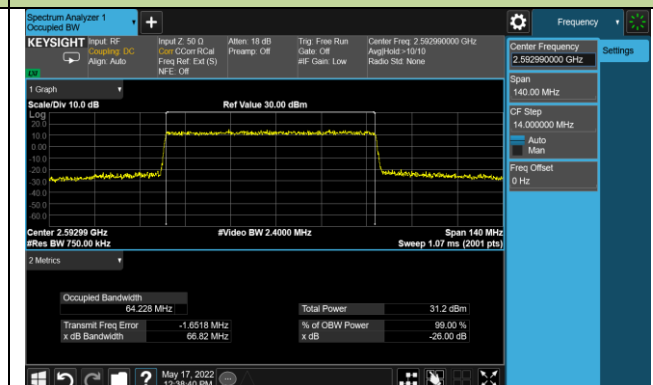 Spectrum Analyzer 1
Occupied BW
Frequency
KEYSIGHT
Input: RF
Coupling: DC
Align: Auto
Input Z: 50 Ω
Corr CCorr RCal
Freq Ref: Ext (S)
NFE: Off
Atten: 18 dB
Preamp: Off
Trig: Free Run
Gate: Off
#IF Gain: Low
Center Freq: 2.592990000 GHz
Avg|Hold:>10/10
Radio Std: None
LXI
Center Frequency
2.592990000 GHz
Settings
Span
140.00 MHz
CF Step
14.000000 MHz
Auto
Man
Freq Offset
0 Hz
1 Graph
Scale/Div 10.0 dB
Ref Value 30.00 dBm
Log
20.0
10.0
0.00
-10.0
-20.0
-30.0
-40.0
-50.0
-60.0
Center 2.59299 GHz
#Video BW 2.4000 MHz
Span 140 MHz
#Res BW 750.00 kHz
Sweep 1.07 ms (2001 pts)
2 Metrics
Occupied Bandwidth
64.228 MHz
Total Power
31.2 dBm
Transmit Freq Error
-1.6518 MHz
% of OBW Power
99.00 %
x dB Bandwidth
66.82 MHz
x dB
-26.00 dB
May 17, 2022
12:38:40 PM